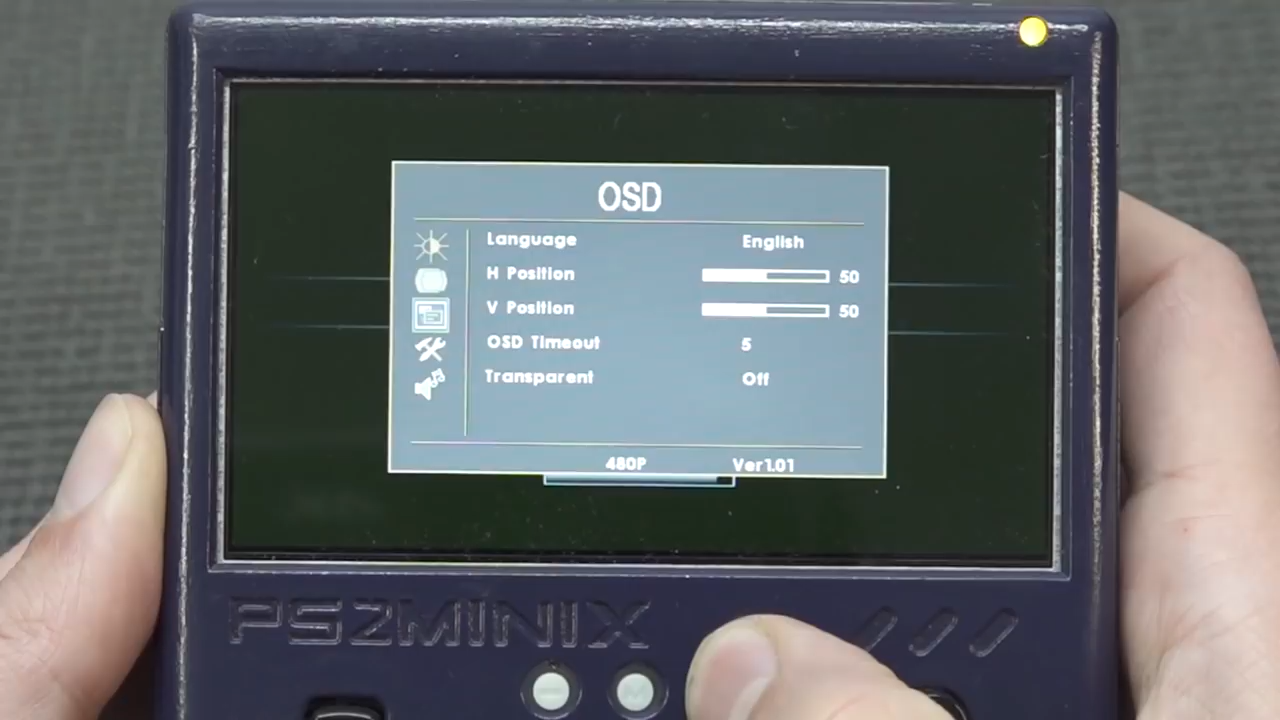 OSD
Language English
H Position 50
V Position 50
OSD Timeout 5
Transparent Off
480P Ver1.01
PS2MINIX